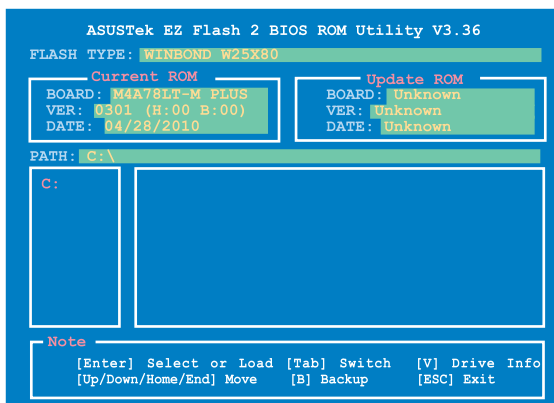 ASUSTek EZ Flash 2 BIOS ROM Utility V3.36
FLASH TYPE: WINBOND W25X80
Current ROM
BOARD: M4A78LT-M PLUS
VER: 0301 (H:00 B:00)
DATE: 04/28/2010
Update ROM
BOARD: Unknown
VER: Unknown
DATE: Unknown
PATH: C:\
C:
Note
[Enter] Select or Load [Tab] Switch [V] Drive Info
[Up/Down/Home/End] Move [B] Backup [ESC] Exit